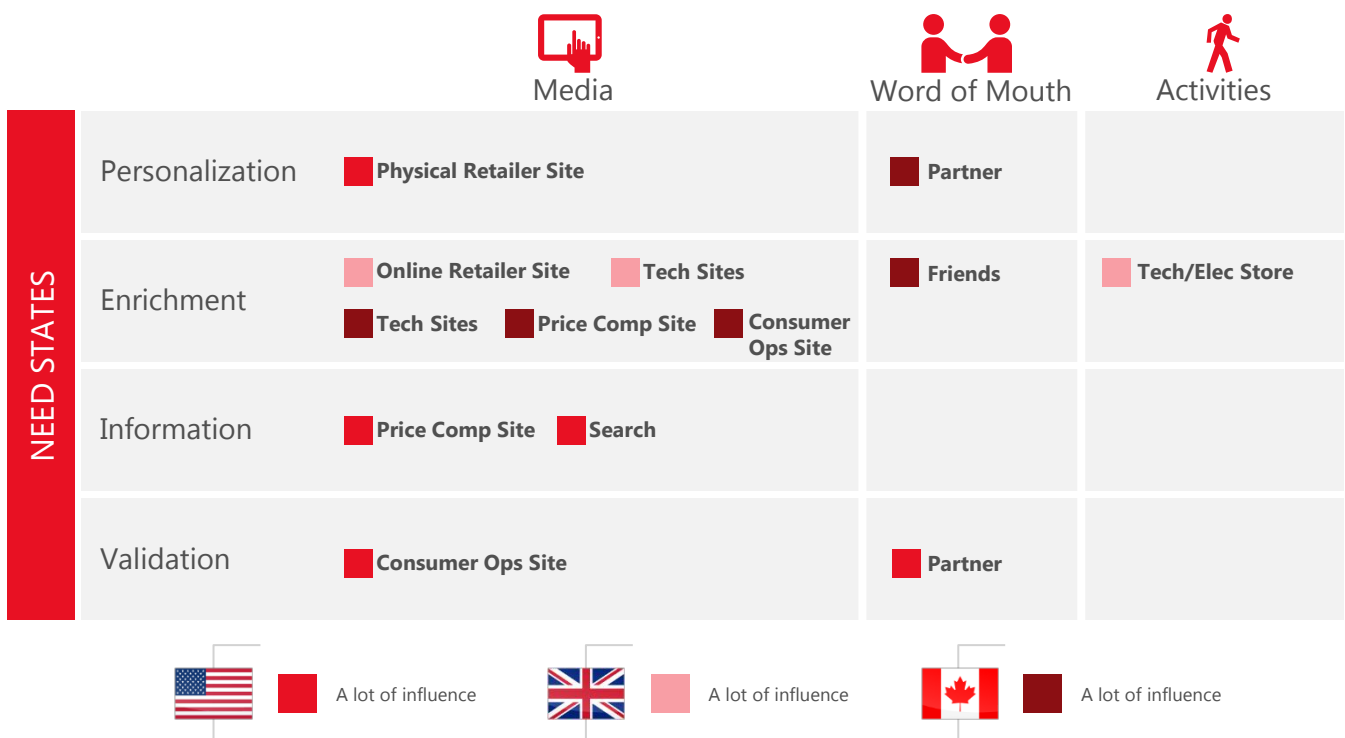 Media
Word of Mouth
Activities
NEED STATES
Personalization
Physical Retailer Site
Partner
Enrichment
Online Retailer Site
Tech Sites
Friends
Tech/Elec Store
Tech Sites
Price Comp Site
Consumer
Ops Site
Information
Price Comp Site
Search
Validation
Consumer Ops Site
Partner
A lot of influence
A lot of influence
A lot of influence